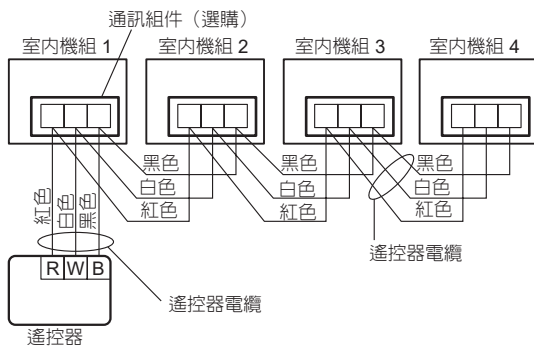 通訊組件（選購）
室內機組 1
室內機組 2
室內機組 3
室內機組 4
黑色
白色
紅色
黑色
白色
紅色
黑色
白色
紅色
紅色
白色
黑色
遙控器電纜
R W B
遙控器電纜
遙控器